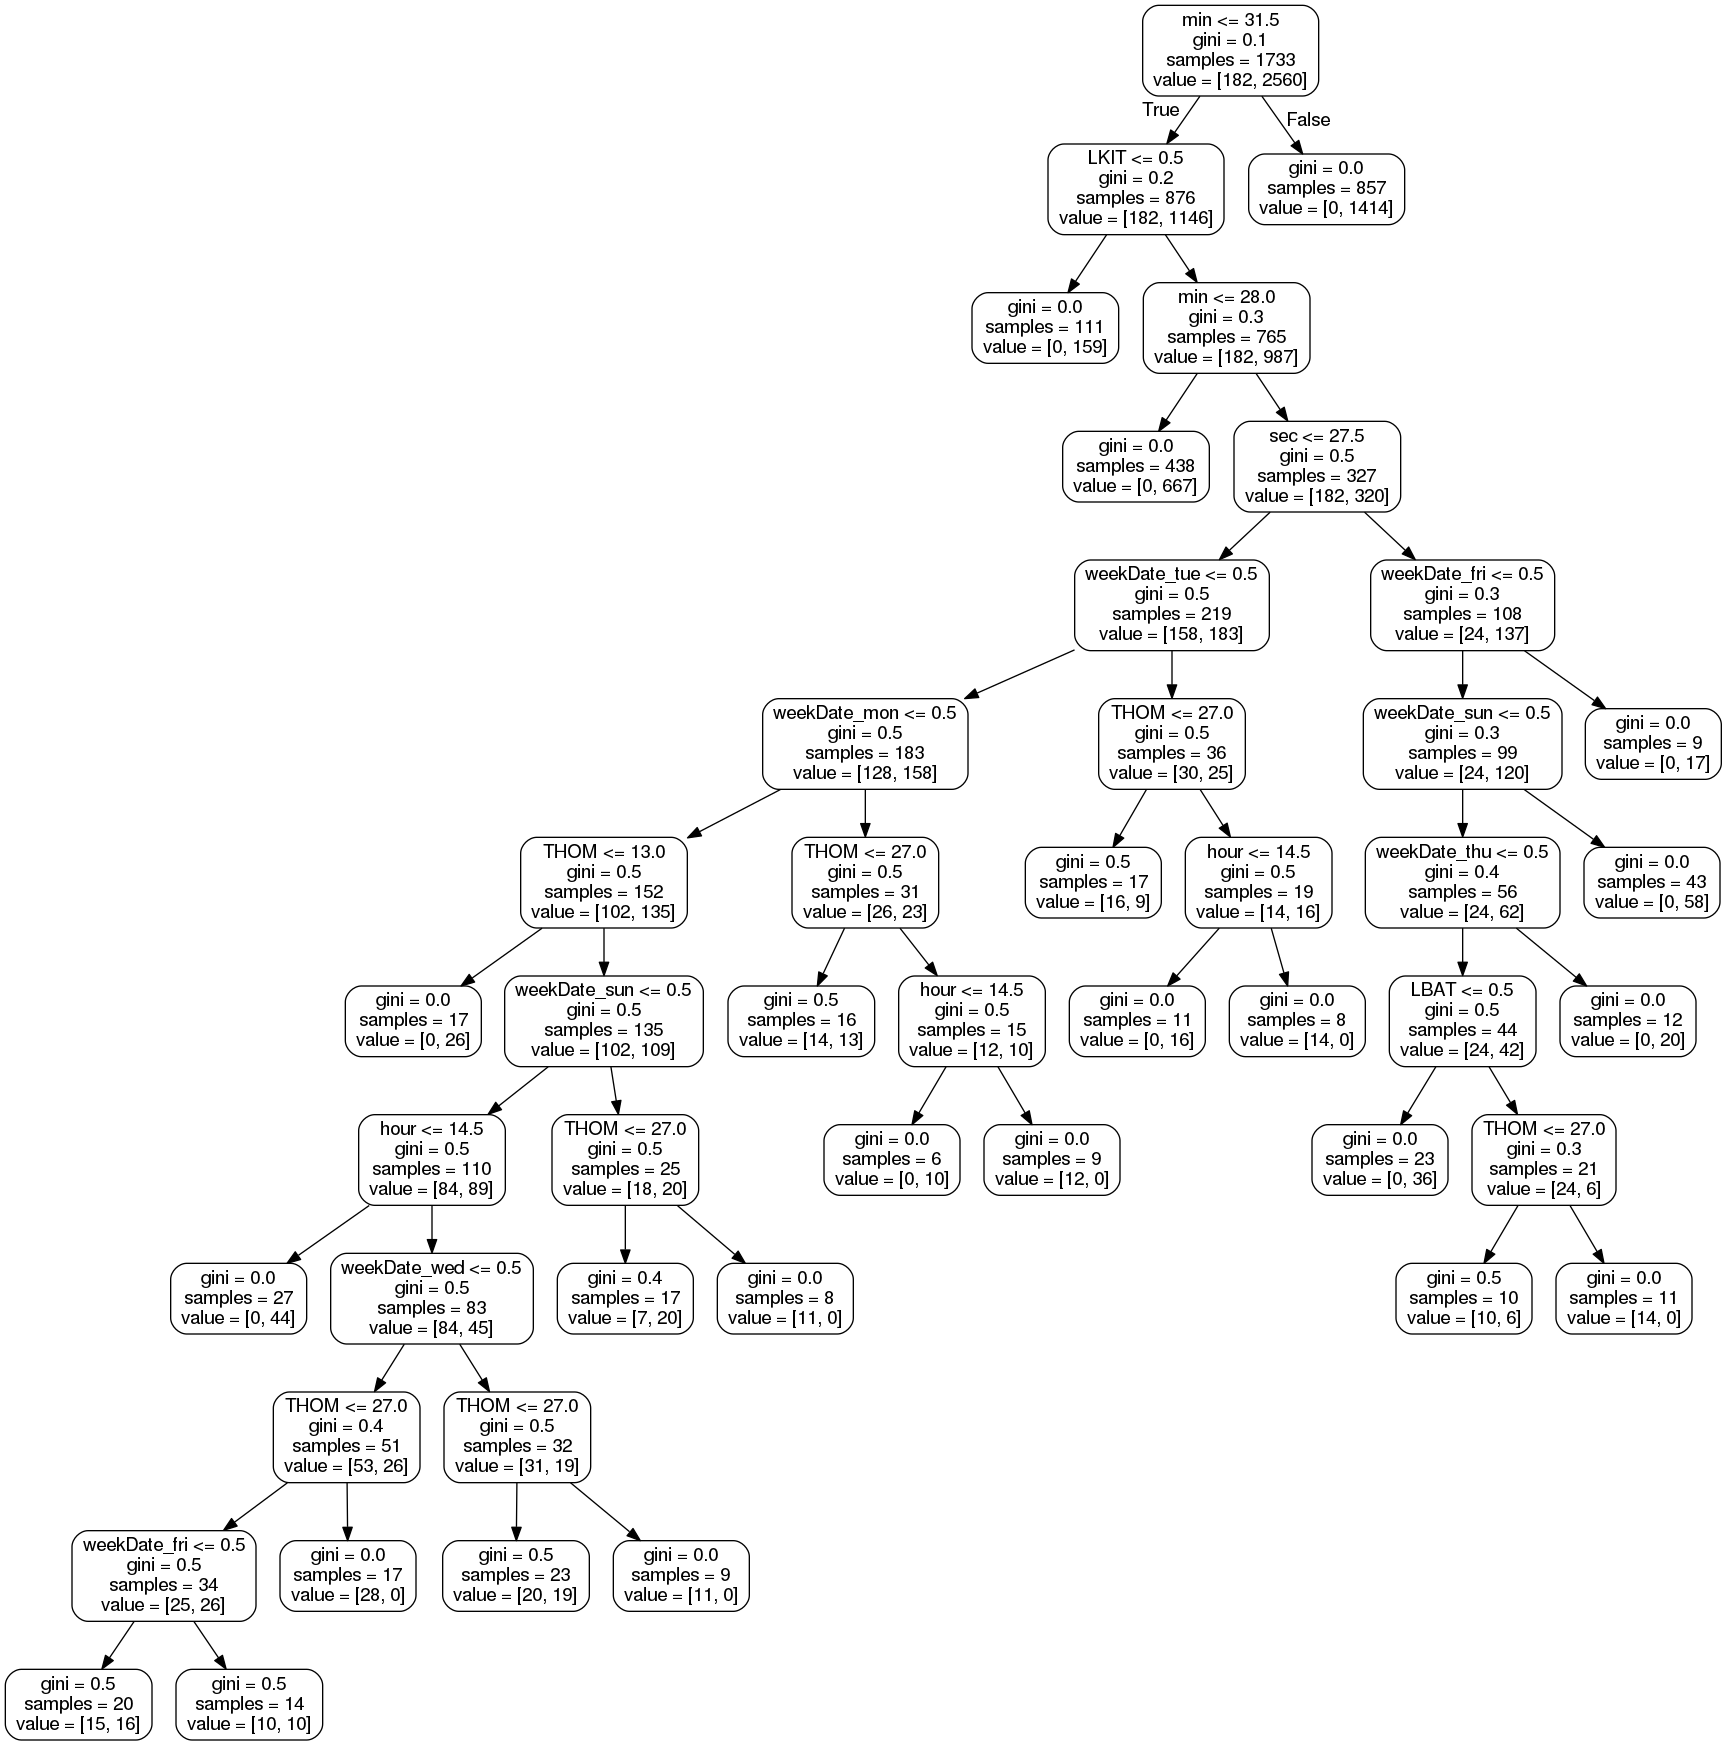 min <= 31.5
gini = 0.1
samples = 1733
value = [182, 2560]
True
False
LKIT <= 0.5
gini = 0.2
samples = 876
value = [182, 1146]
gini = 0.0
samples = 857
value = [0, 1414]
gini = 0.0
samples = 111
value = [0, 159]
min <= 28.0
gini = 0.3
samples = 765
value = [182, 987]
gini = 0.0
samples = 438
value = [0, 667]
sec <= 27.5
gini = 0.5
samples = 327
value = [182, 320]
weekDate_tue <= 0.5
gini = 0.5
samples = 219
value = [158, 183]
weekDate_fri <= 0.5
gini = 0.3
samples = 108
value = [24, 137]
weekDate_mon <= 0.5
gini = 0.5
samples = 183
value = [128, 158]
THOM <= 27.0
gini = 0.5
samples = 36
value = [30, 25]
weekDate_sun <= 0.5
gini = 0.3
samples = 99
value = [24, 120]
gini = 0.0
samples = 9
value = [0, 17]
THOM <= 13.0
gini = 0.5
samples = 152
value = [102, 135]
THOM <= 27.0
gini = 0.5
samples = 31
value = [26, 23]
gini = 0.5
samples = 17
value = [16, 9]
hour <= 14.5
gini = 0.5
samples = 19
value = [14, 16]
weekDate_thu <= 0.5
gini = 0.4
samples = 56
value = [24, 62]
gini = 0.0
samples = 43
value = [0, 58]
gini = 0.0
samples = 17
value = [0, 26]
weekDate_sun <= 0.5
gini = 0.5
samples = 135
value = [102, 109]
gini = 0.5
samples = 16
value = [14, 13]
hour <= 14.5
gini = 0.5
samples = 15
value = [12, 10]
gini = 0.0
samples = 11
value = [0, 16]
gini = 0.0
samples = 8
value = [14, 0]
LBAT <= 0.5
gini = 0.5
samples = 44
value = [24, 42]
gini = 0.0
samples = 12
value = [0, 20]
hour <= 14.5
gini = 0.5
samples = 110
value = [84, 89]
THOM <= 27.0
gini = 0.5
samples = 25
value = [18, 20]
gini = 0.0
samples = 6
value = [0, 10]
gini = 0.0
samples = 9
value = [12, 0]
gini = 0.0
samples = 23
value = [0, 36]
THOM <= 27.0
gini = 0.3
samples = 21
value = [24, 6]
gini = 0.0
samples = 27
value = [0, 44]
weekDate_wed <= 0.5
gini = 0.5
samples = 83
value = [84, 45]
gini = 0.4
samples = 17
value = [7, 20]
gini = 0.0
samples = 8
value = [11, 0]
gini = 0.5
samples = 10
value = [10, 6]
gini = 0.0
samples = 11
value = [14, 0]
THOM <= 27.0
gini = 0.4
samples = 51
value = [53, 26]
THOM <= 27.0
gini = 0.5
samples = 32
value = [31, 19]
weekDate_fri <= 0.5
gini = 0.5
samples = 34
value = [25, 26]
gini = 0.0
samples = 17
value = [28, 0]
gini = 0.5
samples = 23
value = [20, 19]
gini = 0.0
samples = 9
value = [11, 0]
gini = 0.5
samples = 20
value = [15, 16]
gini = 0.5
samples = 14
value = [10, 10]